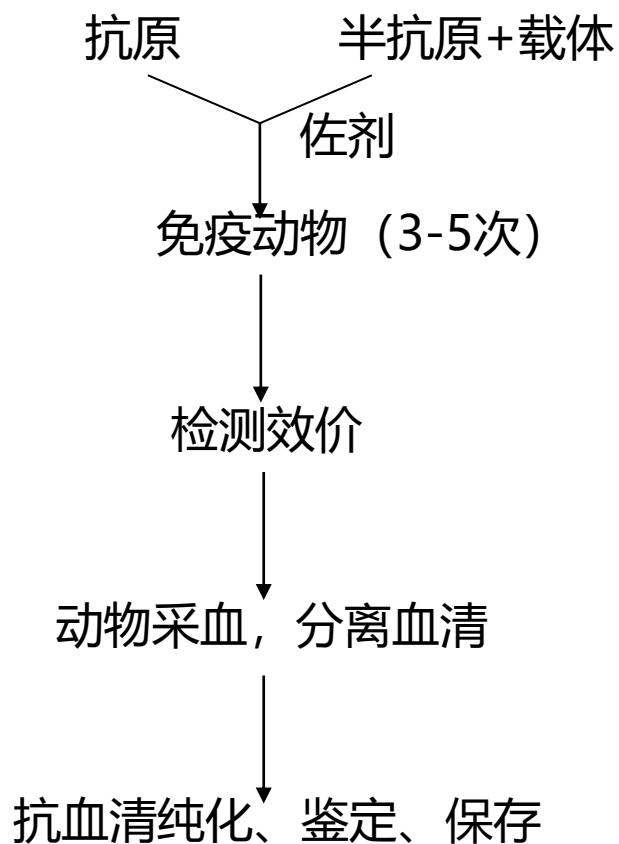 抗原 半抗原+载体
佐剂
免疫动物（3-5次）
检测效价
动物采血，分离血清
抗血清纯化、鉴定、保存